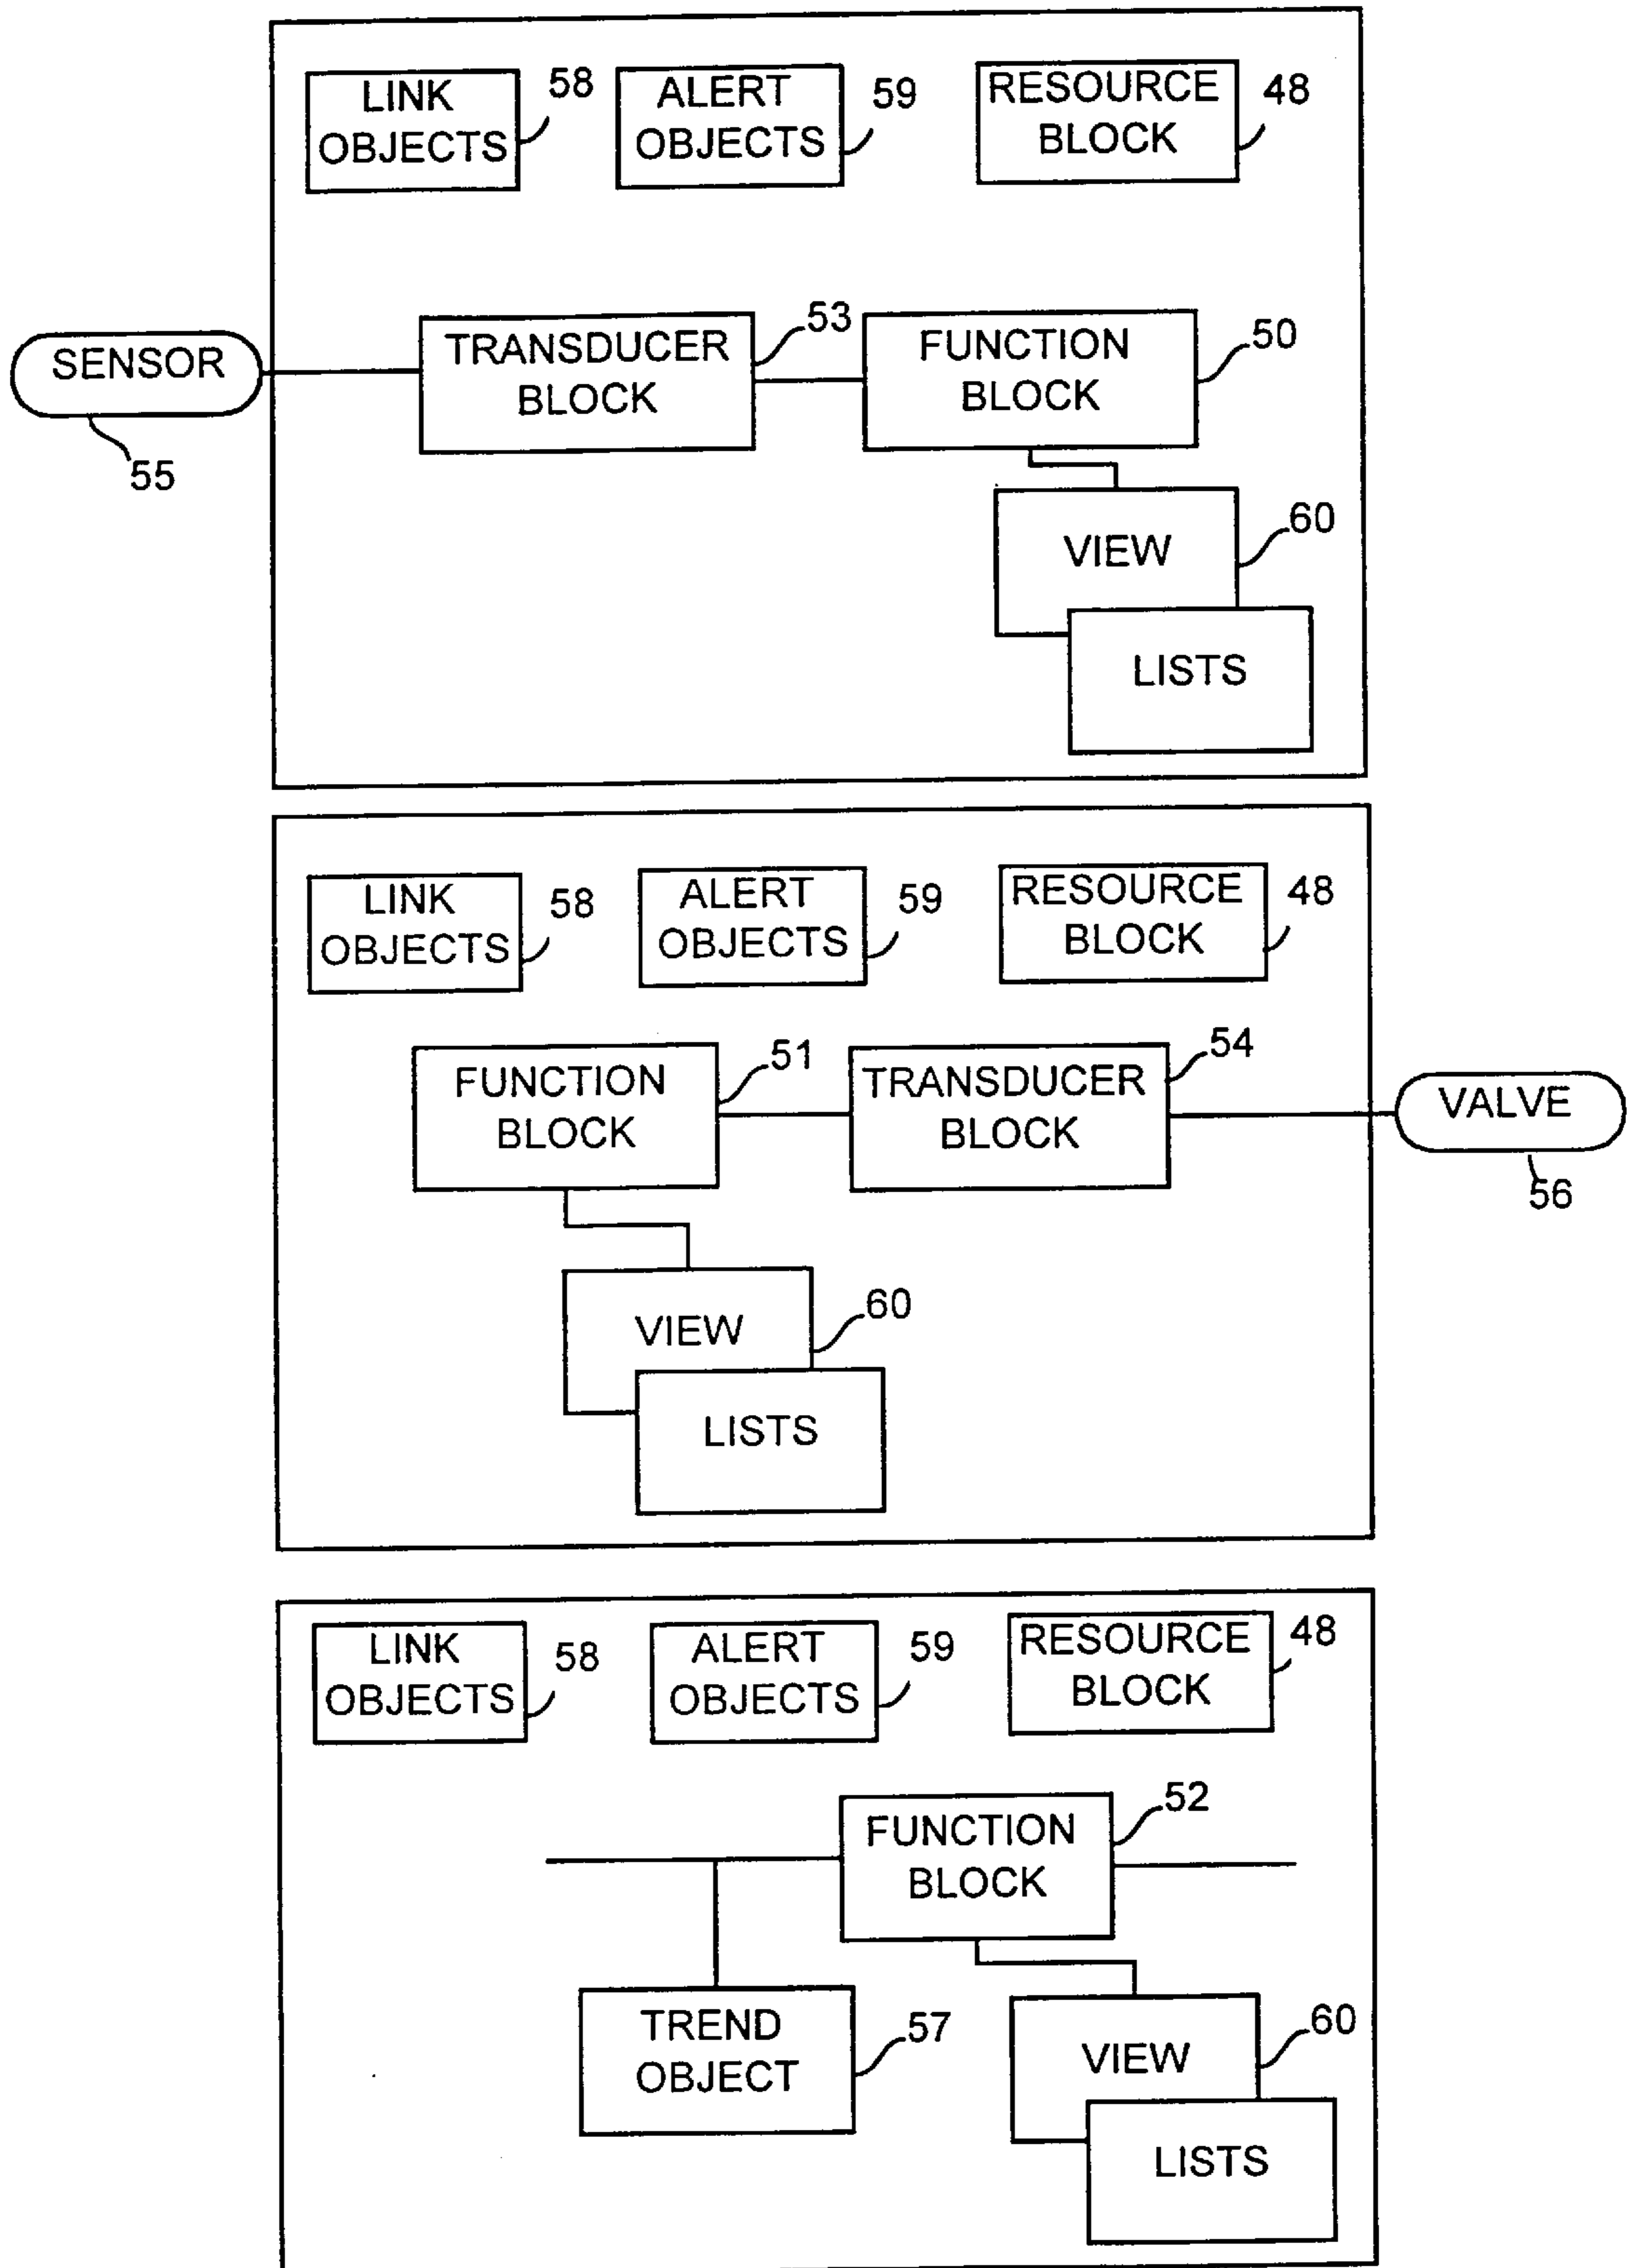 LINK
OBJECTS
58
ALERT
OBJECTS
59
RESOURCE
BLOCK
48
SENSOR
55
TRANSDUCER
BLOCK
53
FUNCTION
BLOCK
50
VIEW
60
LISTS
LINK
OBJECTS
58
ALERT
OBJECTS
59
RESOURCE
BLOCK
48
FUNCTION
BLOCK
51
TRANSDUCER
BLOCK
54
VALVE
56
VIEW
60
LISTS
LINK
OBJECTS
58
ALERT
OBJECTS
59
RESOURCE
BLOCK
48
FUNCTION
BLOCK
52
TREND
OBJECT
57
VIEW
60
LISTS